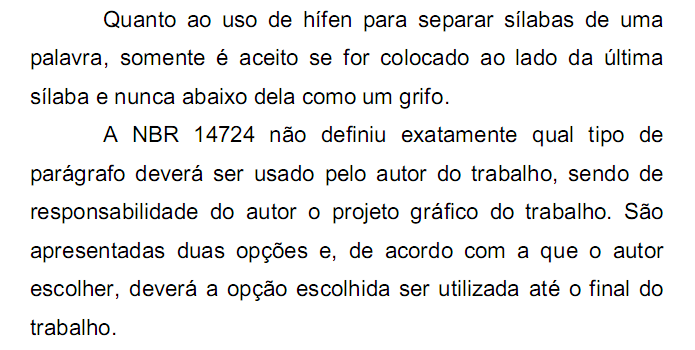 Quanto ao uso de hífen para separar sílabas de uma
palavra, somente é aceito se for colocado ao lado da última
sílaba e nunca abaixo dela como um grifo.
A NBR 14724 não definiu exatamente qual tipo de
parágrafo deverá ser usado pelo autor do trabalho, sendo de
responsabilidade do autor o projeto gráfico do trabalho. São
apresentadas duas opções e, de acordo com a que o autor
escolher, deverá a opção escolhida ser utilizada até o final do
trabalho.